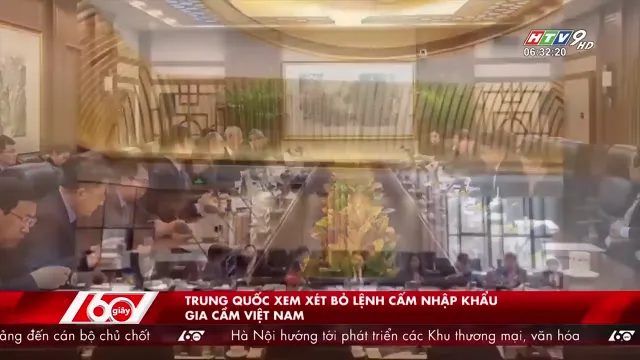 HTV9 HD
06:32:20
60 giây
TRUNG QUỐC XEM XÉT BỎ LỆNH CẤM NHẬP KHẨU
GIA CẦM VIỆT NAM
ảng đến cán bộ chủ chốt 60giây Hà Nội hướng tới phát triển các Khu thương mại, văn hóa 60giây